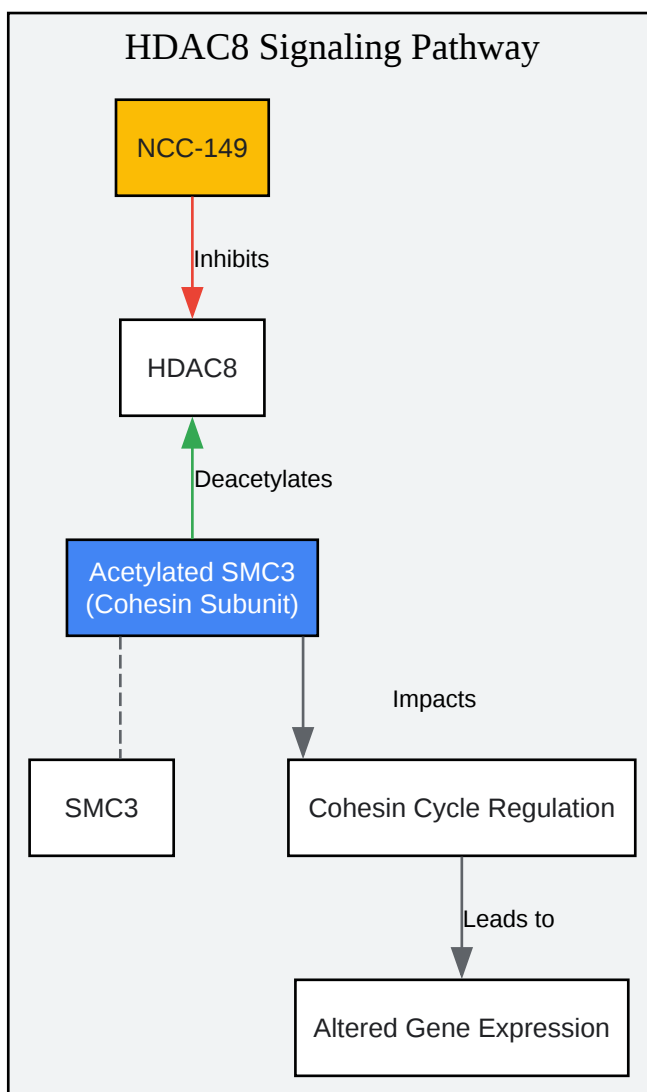 HDAC8 Signaling Pathway
NCC-149
Inhibits
HDAC8
Deacetylates
Acetylated SMC3
(Cohesin Subunit)
Impacts
SMC3
Cohesin Cycle Regulation
Leads to
Altered Gene Expression